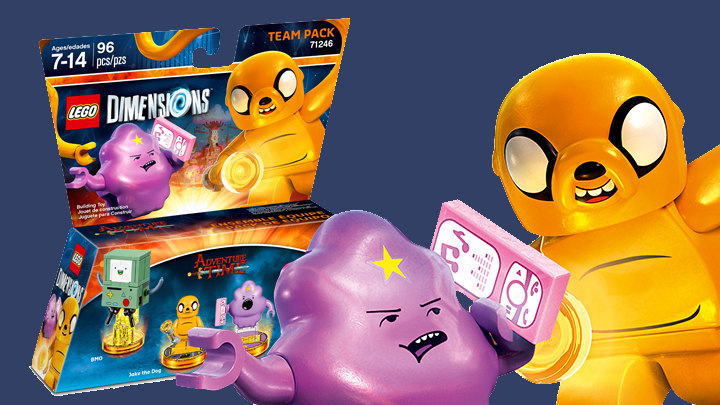 Ages/edades
7-14
96
pcs/pzs
TEAM PACK
71246
LEGO
DIMENSIONS
Building Toy
Jouet de construction
Juguete para Construir
LEGO
DIMENSIONS
ADVENTURE
TIME
BMO
Jake the Dog